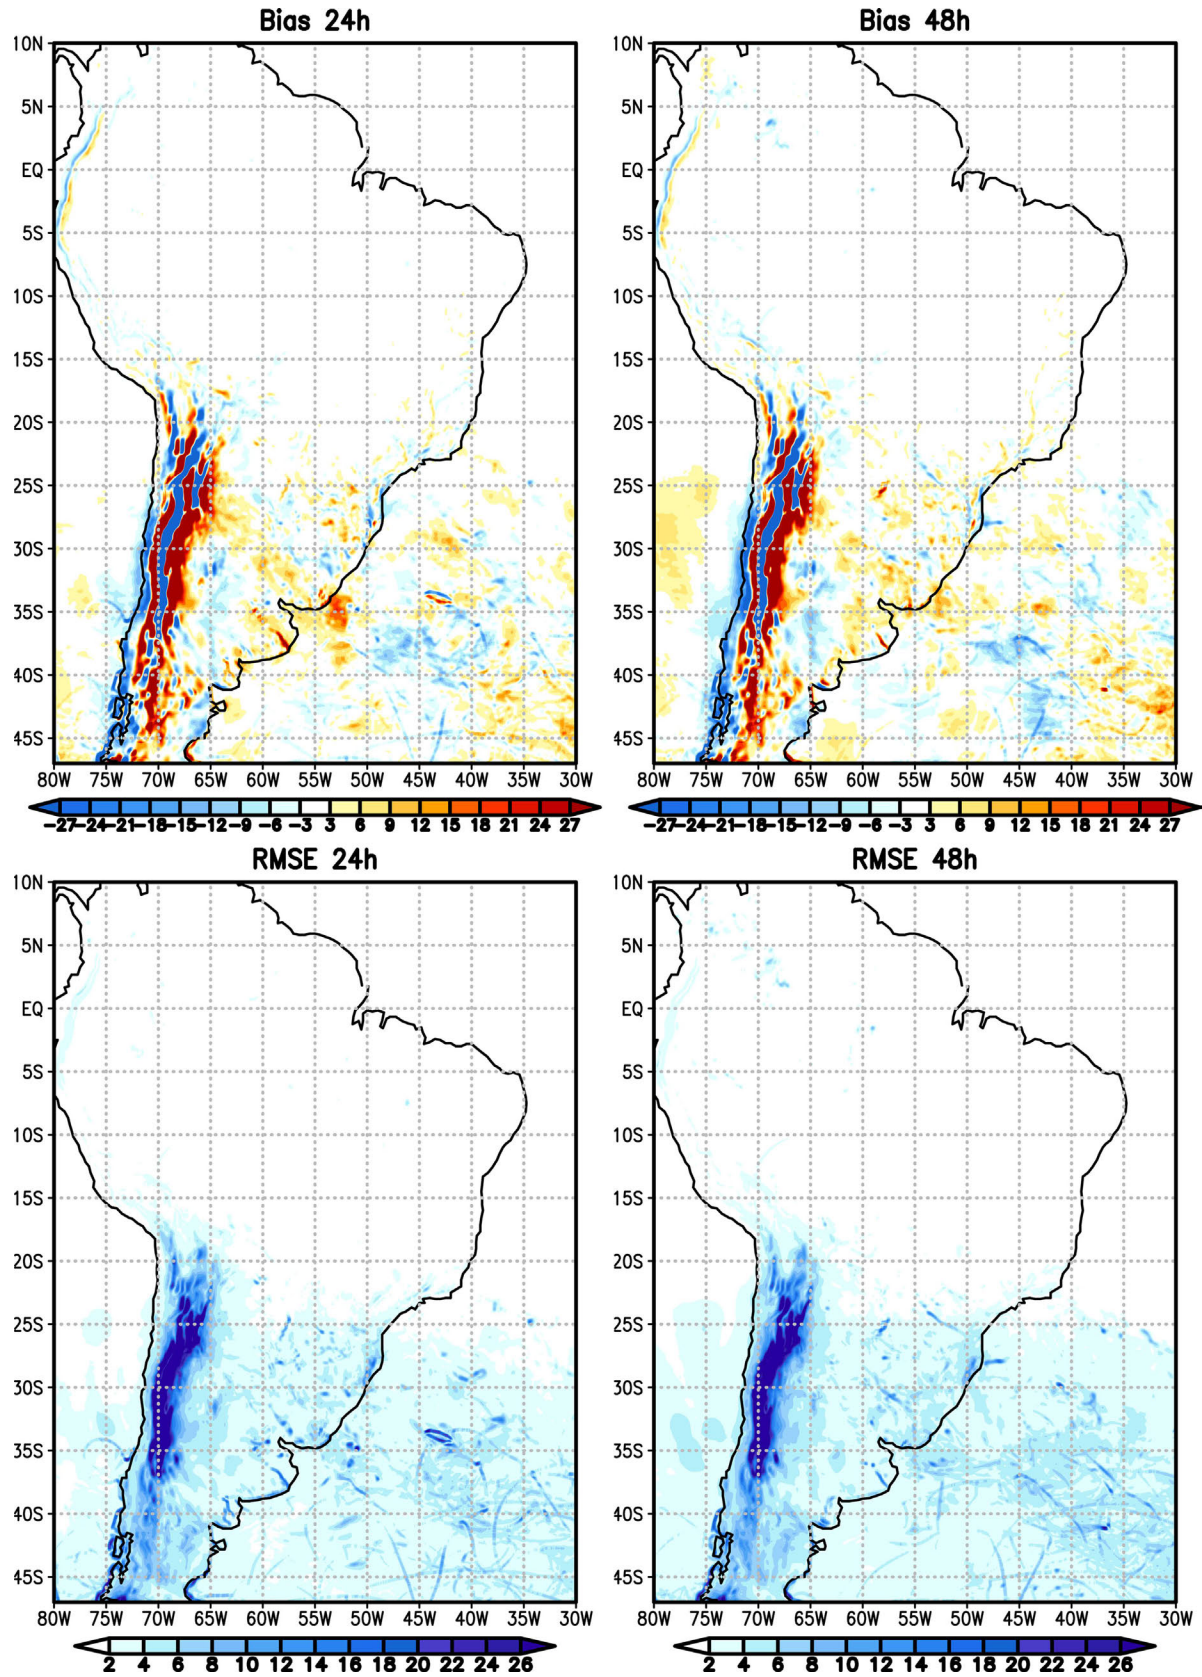 Bias 24h
Bias 48h
10N
5N
EQ
5S
10S
15S
20S
25S
30S
35S
40S
45S
80W 75W 70W 65W 60W 55W 50W 45W 40W 35W 30W
-27 -24 -21 -18 -15 -12 -9 -6 -3 3 6 9 12 15 18 21 24 27
10N
5N
EQ
5S
10S
15S
20S
25S
30S
35S
40S
45S
80W 75W 70W 65W 60W 55W 50W 45W 40W 35W 30W
-27 -24 -21 -18 -15 -12 -9 -6 -3 3 6 9 12 15 18 21 24 27
RMSE 24h
RMSE 48h
10N
5N
EQ
5S
10S
15S
20S
25S
30S
35S
40S
45S
80W 75W 70W 65W 60W 55W 50W 45W 40W 35W 30W
2 4 6 8 10 12 14 16 18 20 22 24 26
10N
5N
EQ
5S
10S
15S
20S
25S
30S
35S
40S
45S
80W 75W 70W 65W 60W 55W 50W 45W 40W 35W 30W
2 4 6 8 10 12 14 16 18 20 22 24 26